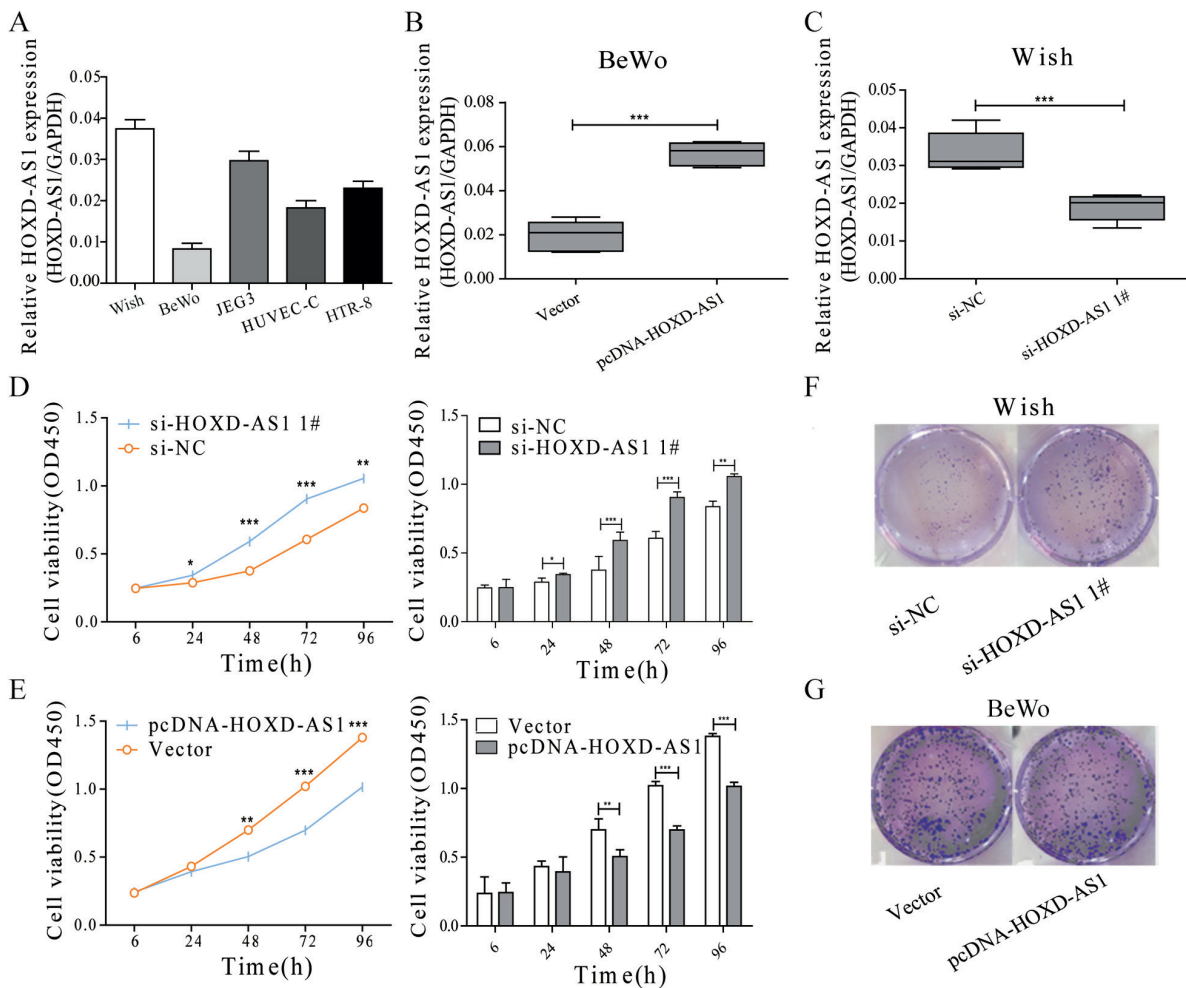 A
Relative HOXD-AS1 expression
(HOXD-AS1/GAPDH)
0.05
0.04
0.03
0.02
0.01
0.00
Wish
BeWo
JEG3
HUVEC-C
HTR-8
B
BeWo
Relative HOXD-AS1 expression
(HOXD-AS1/GAPDH)
0.08
0.06
0.04
0.02
0.00
***
Vector
pcDNA-HOXD-AS1
C
Wish
Relative HOXD-AS1 expression
(HOXD-AS1/GAPDH)
0.05
0.04
0.03
0.02
0.01
0.00
***
si-NC
si-HOXD-AS1 1#
D
Cell viability(OD450)
1.5
1.0
0.5
0.0
si-HOXD-AS1 1#
si-NC
*
***
***
**
6 24 48 72 96
Time(h)
Cell viability(OD450)
1.5
1.0
0.5
0.0
si-NC
si-HOXD-AS1 1#
*
***
***
**
6 24 48 72 96
Time(h)
F
Wish
si-NC
si-HOXD-AS1 1#
E
Cell viability(OD450)
1.5
1.0
0.5
0.0
pcDNA-HOXD-AS1
Vector
**
***
***
6 24 48 72 96
Time(h)
Cell viability(OD450)
1.5
1.0
0.5
0.0
Vector
pcDNA-HOXD-AS1
**
***
***
6 24 48 72 96
Time(h)
G
BeWo
Vector
pcDNA-HOXD-AS1